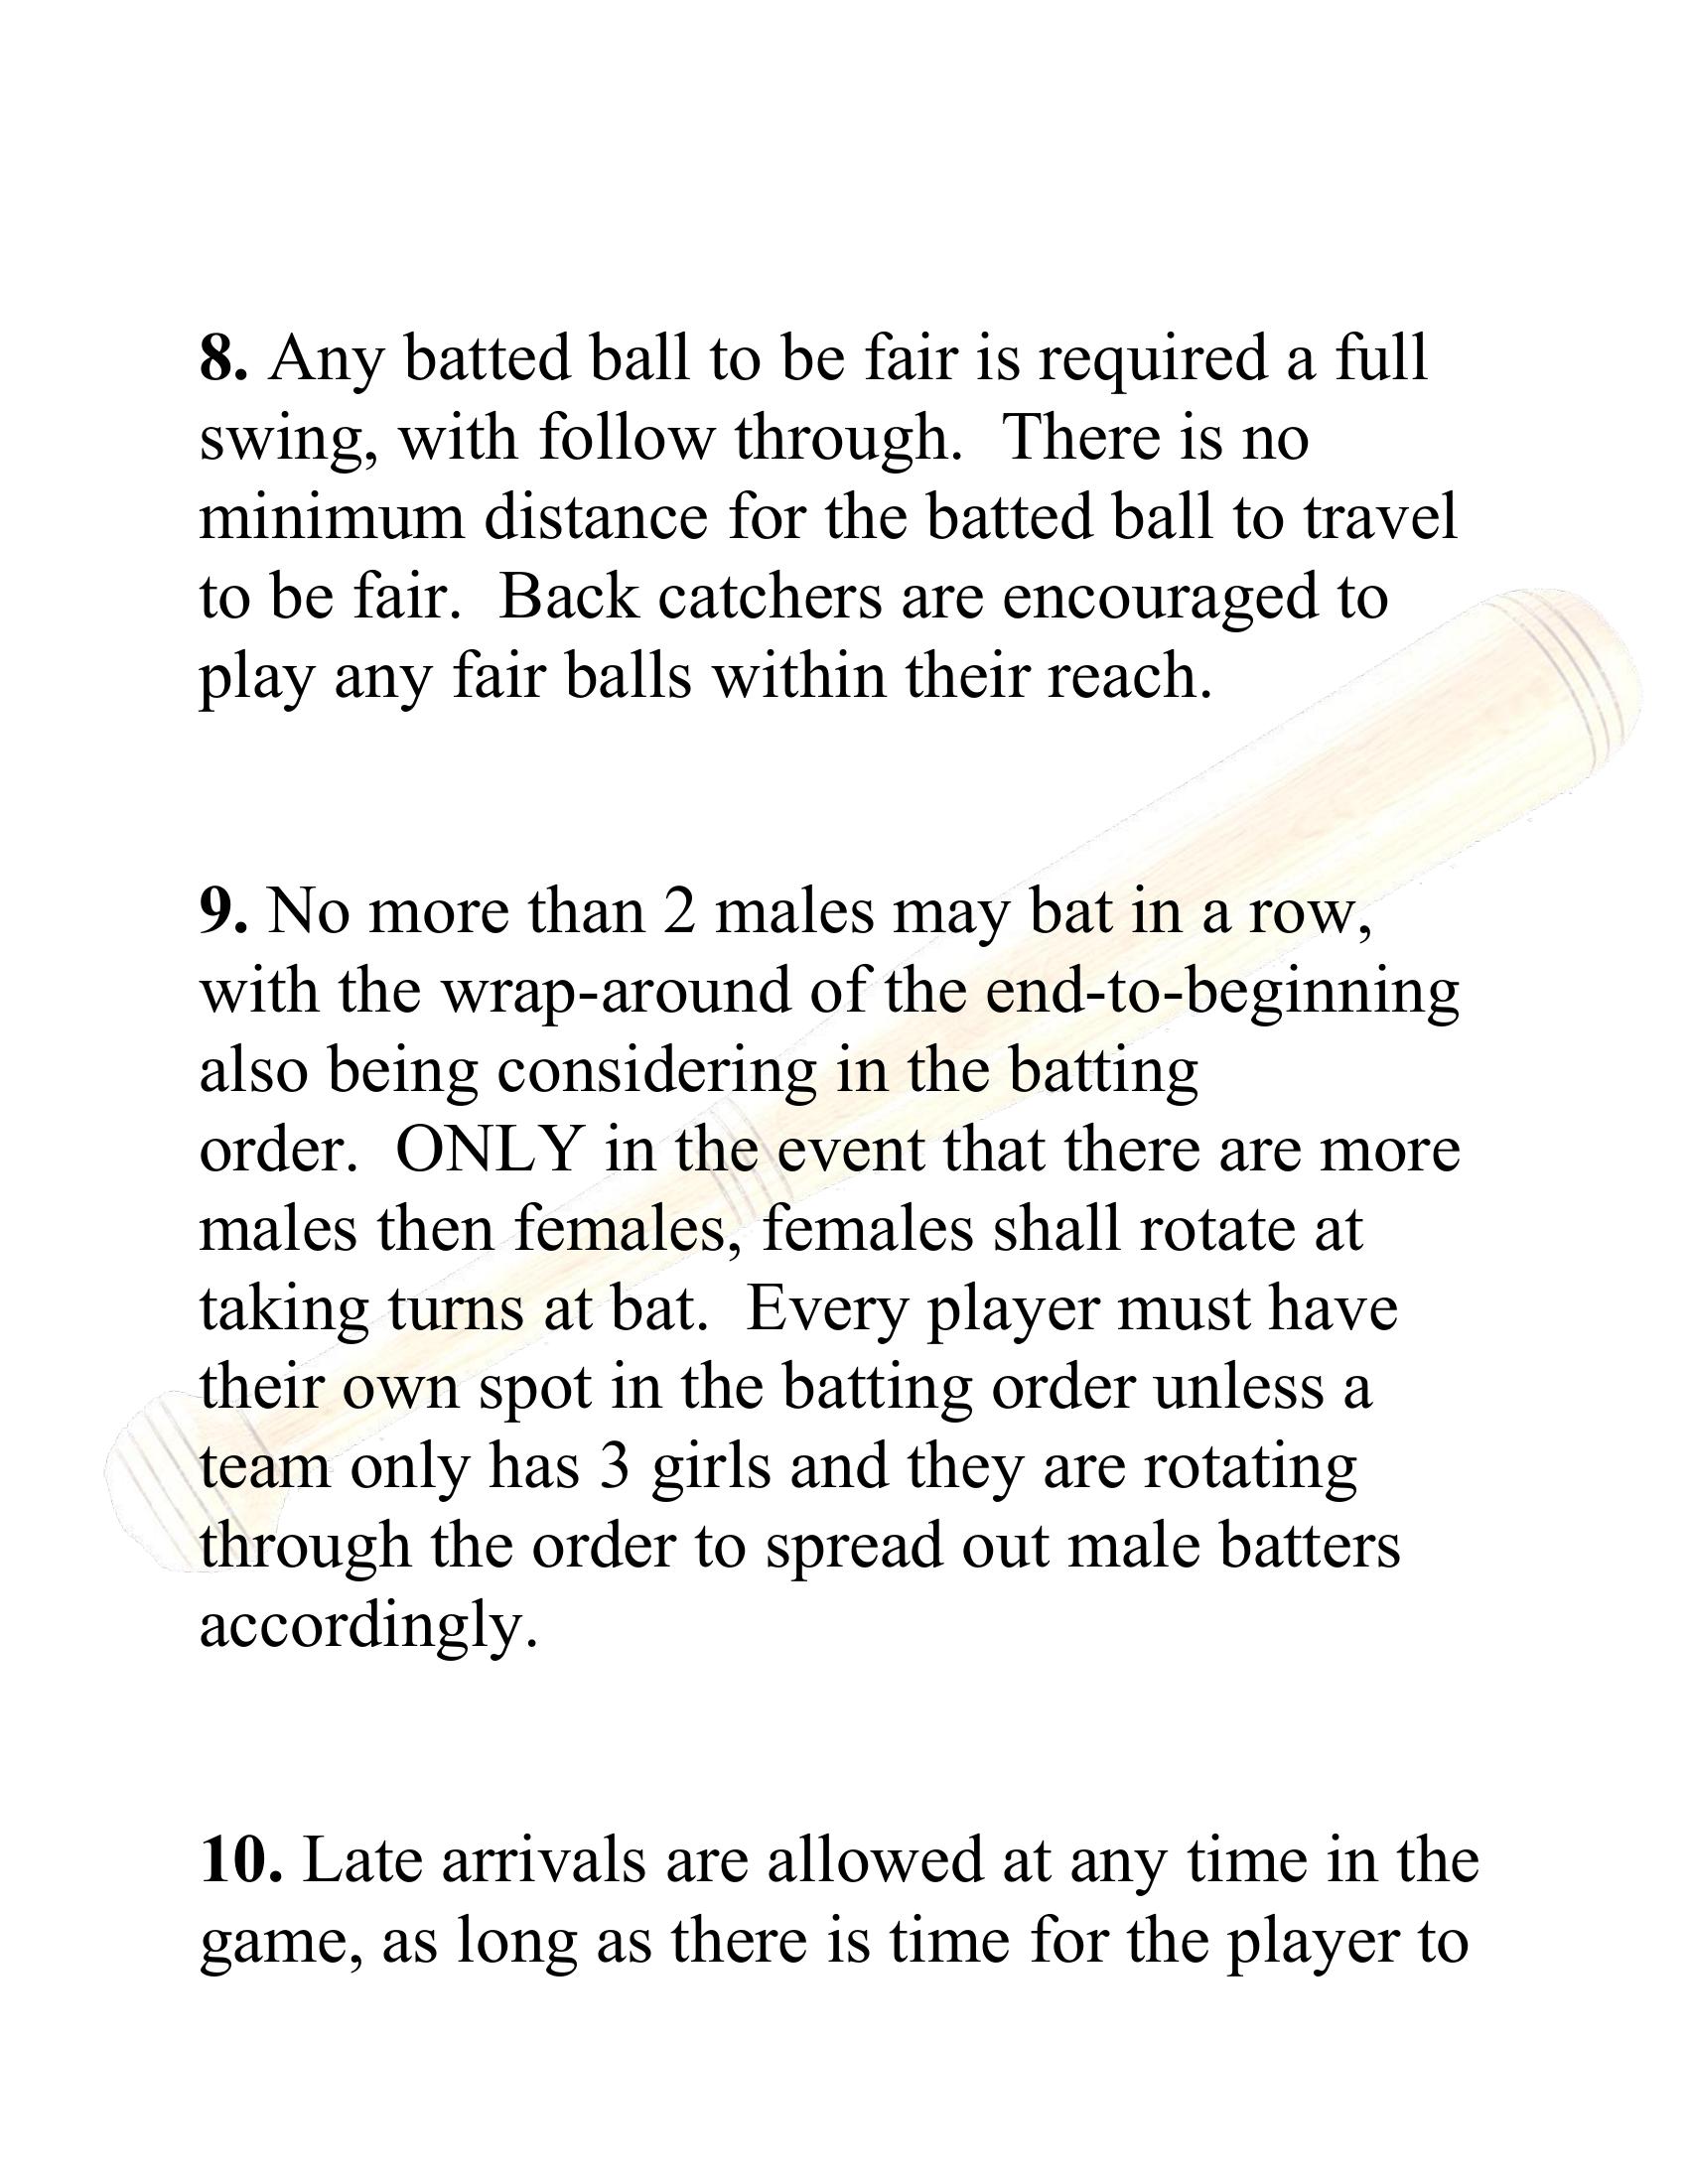 8. Any batted ball to be fair is required a full
swing, with follow through.  There is no
minimum distance for the batted ball to travel
to be fair.  Back catchers are encouraged to
play any fair balls within their reach.
9. No more than 2 males may bat in a row,
with the wrap-around of the end-to-beginning
also being considering in the batting
order.  ONLY in the event that there are more
males then females, females shall rotate at
taking turns at bat.  Every player must have
their own spot in the batting order unless a
team only has 3 girls and they are rotating
through the order to spread out male batters
accordingly.
10. Late arrivals are allowed at any time in the
game, as long as there is time for the player to